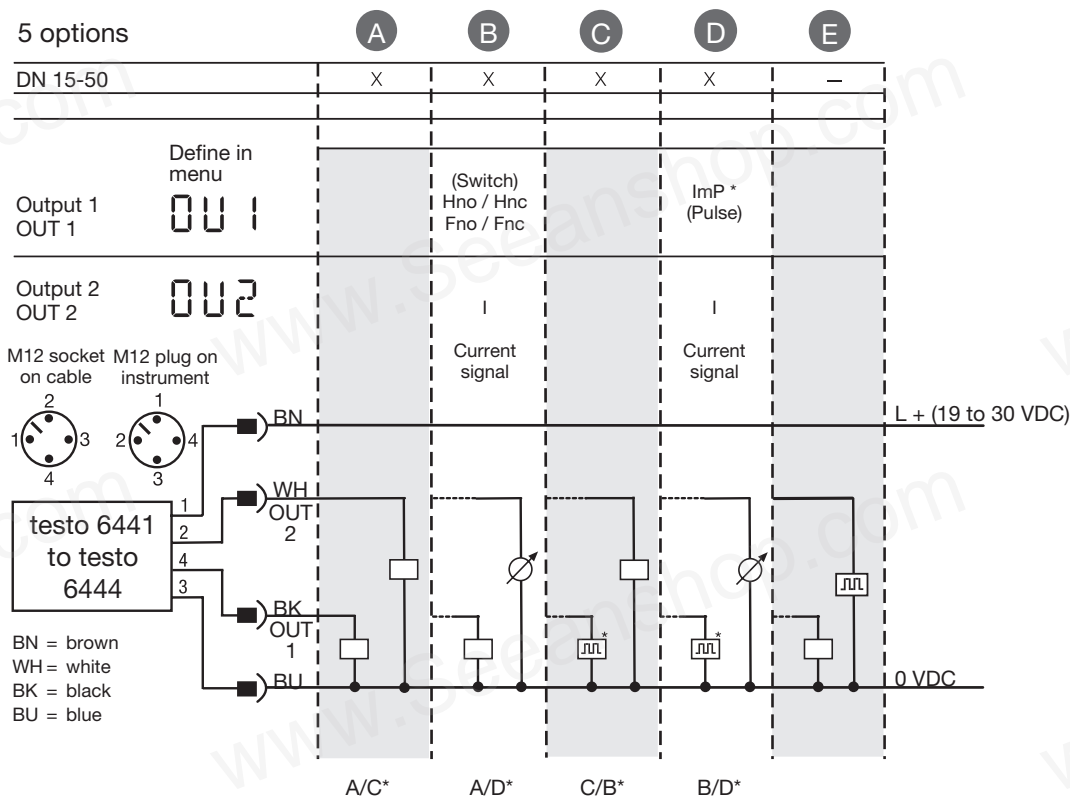 5 options A B C D E
DN 15-50 X X X X –
Define in
menu
Output 1
OUT 1
OU1
(Switch)
Hno / Hnc
Fno / Fnc
ImP *
(Pulse)
Output 2
OUT 2
OU2
I
Current
signal
I
Current
signal
M12 socket
on cable
2
1 3
4
M12 plug on
instrument
1
2 4
3
testo 6441
to testo
6444
1
2
4
3
BN
WH
OUT
2
BK
OUT
1
BU
L + (19 to 30 VDC)
*
*
0 VDC
BN = brown
WH = white
BK = black
BU = blue
A/C* A/D* C/B* B/D*
www.Seeanshop.com
www.Seeanshop.com